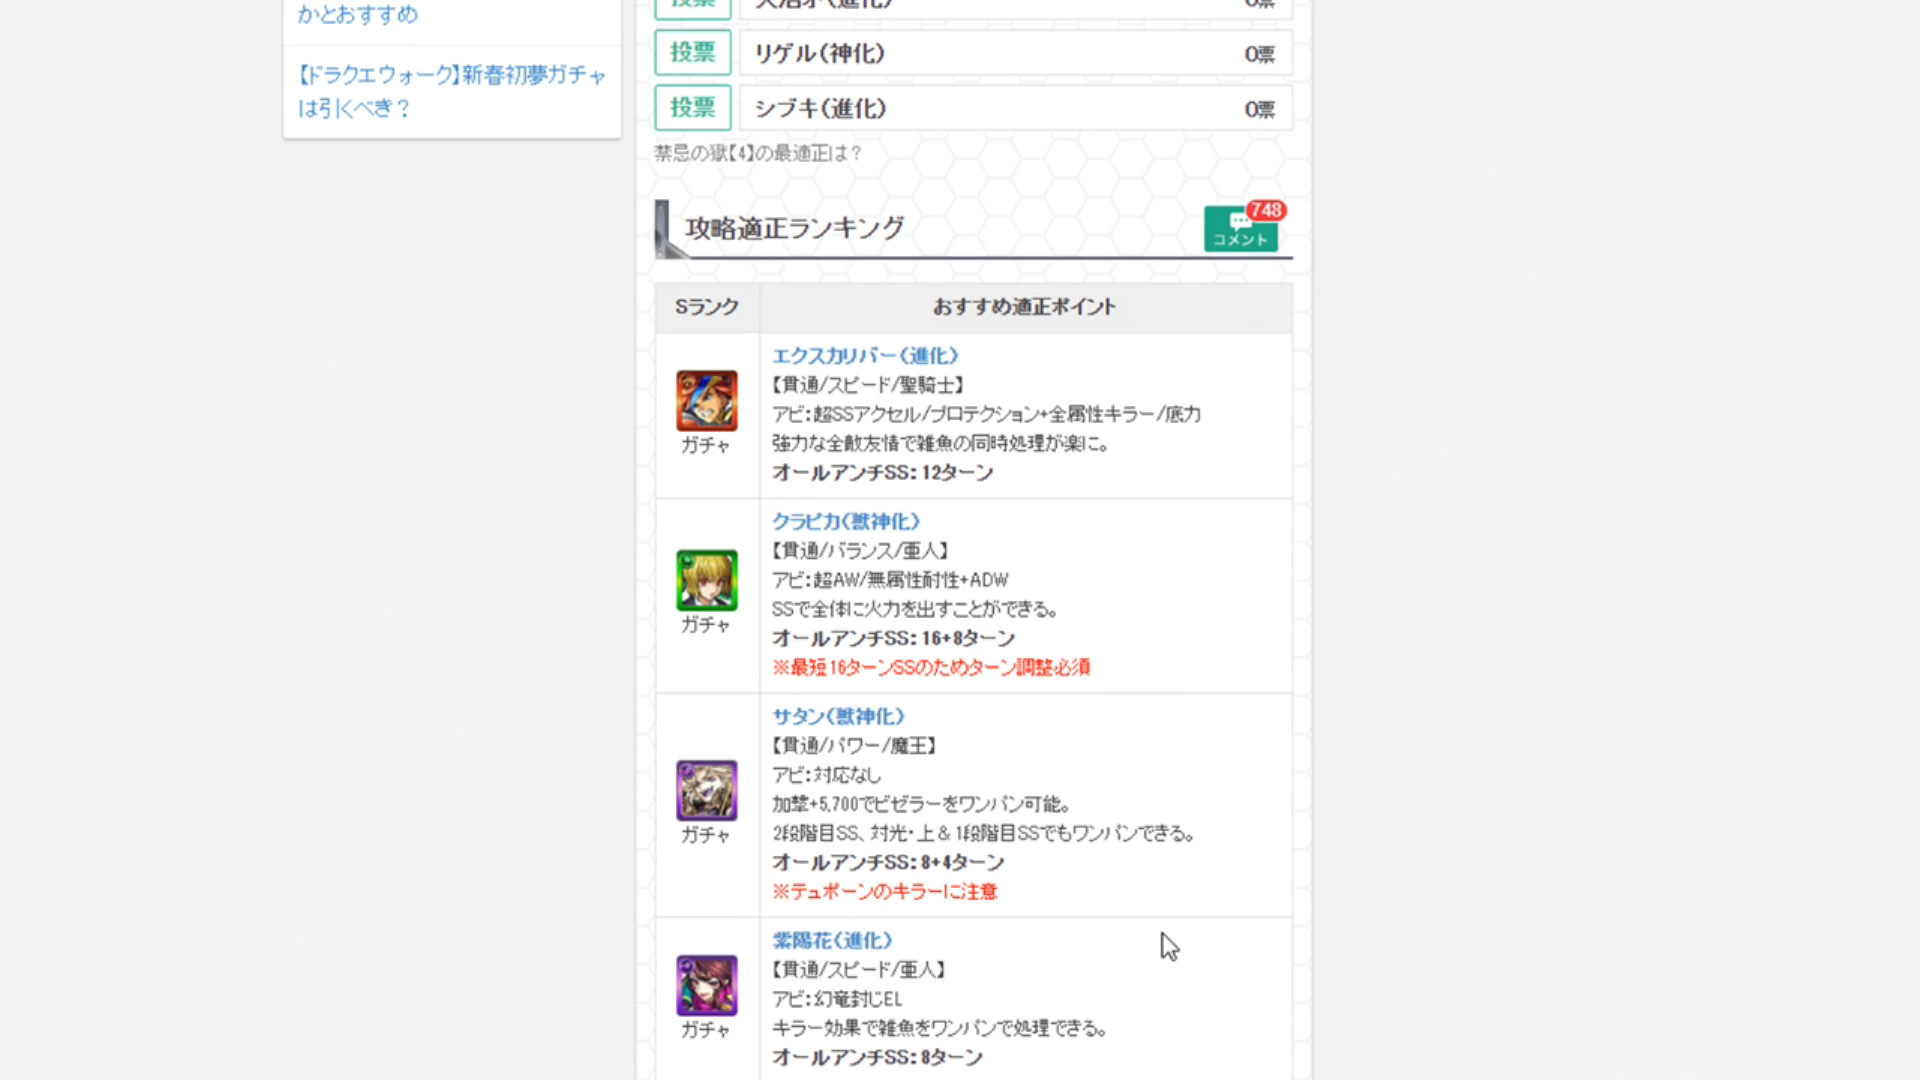 かとおすすめ
【ドラクエウォーク】新春初夢ガチャ
は引くべき？
投票
0票
投票 リゲル（神化） 0票
投票 シブキ（進化） 0票
禁忌の獄【4】の最適正は？
攻略適正ランキング
748
コメント
Sランク おすすめ適正ポイント
エクスカリバー（進化）
【貫通/スピード/聖騎士】
アビ：超SSアクセル/プロテクション+全属性キラー/底力
強力な全敵友情で雑魚の同時処理が楽に。
オールアンチSS：12ターン
ガチャ
クラピカ（獣神化）
【貫通/バランス/亜人】
アビ：超AW/無属性耐性+ADW
SSで全体に火力を出すことができる。
オールアンチSS：16+8ターン
※最短16ターンSSのためターン調整必須
ガチャ
サタン（獣神化）
【貫通/パワー/魔王】
アビ：対応なし
加撃+5,700でビゼラーをワンパン可能。
2段階目SS、対光・上＆1段階目SSでもワンパンできる。
オールアンチSS：8+4ターン
※テュポーンのキラーに注意
ガチャ
紫陽花（進化）
【貫通/スピード/亜人】
アビ：幻竜封じEL
キラー効果で雑魚をワンパンで処理できる。
オールアンチSS：8ターン
ガチャ